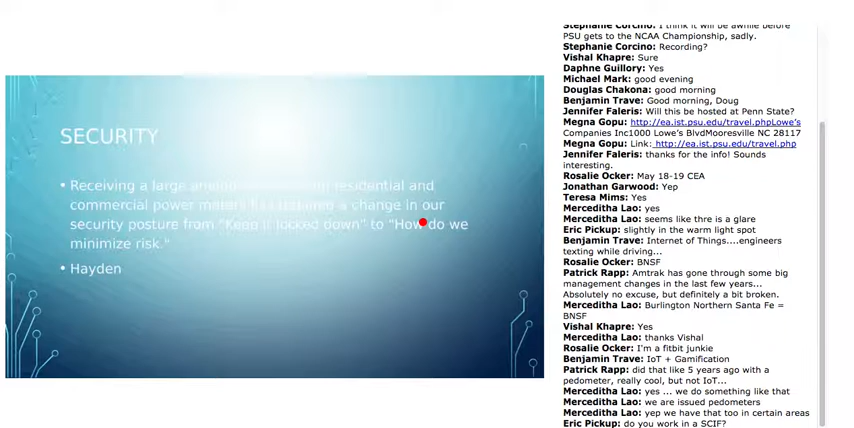 SECURITY
• Receiving a large amount residential and
commercial power meters has required a change in our
security posture from "Keep it locked down" to "How do we
minimize risk."
• Hayden
Stephanie Corcino: I think it will be awhile before
PSU gets to the NCAA Championship, sadly.
Stephanie Corcino: Recording?
Vishal Khapre: Sure
Daphne Guillory: Yes
Michael Mark: good evening
Douglas Chakona: good morning
Benjamin Trave: Good morning, Doug
Jennifer Faleris: Will this be hosted at Penn State?
Megna Gopu: http://ea.ist.psu.edu/travel.phpLowe's
Companies Inc1000 Lowe's BlvdMooresville NC 28117
Megna Gopu: Link: http://ea.ist.psu.edu/travel.php
Jennifer Faleris: thanks for the info! Sounds
interesting.
Rosalie Ocker: May 18-19 CEA
Jonathan Garwood: Yep
Teresa Mims: Yes
Merceditha Lao: yes
Merceditha Lao: seems like thre is a glare
Eric Pickup: slightly in the warm light spot
Benjamin Trave: Internet of Things....engineers
texting while driving...
Rosalie Ocker: BNSF
Patrick Rapp: Amtrak has gone through some big
management changes in the last few years...
Absolutely no excuse, but definitely a bit broken.
Merceditha Lao: Burlington Northern Santa Fe =
BNSF
Vishal Khapre: Yes
Merceditha Lao: thanks Vishal
Rosalie Ocker: I'm a fitbit junkie
Benjamin Trave: IoT + Gamification
Patrick Rapp: did that like 5 years ago with a
pedometer, really cool, but not IoT...
Merceditha Lao: yes ... we do something like that
Merceditha Lao: we are issued pedometers
Merceditha Lao: yep we have that too in certain areas
Eric Pickup: do you work in a SCIF?